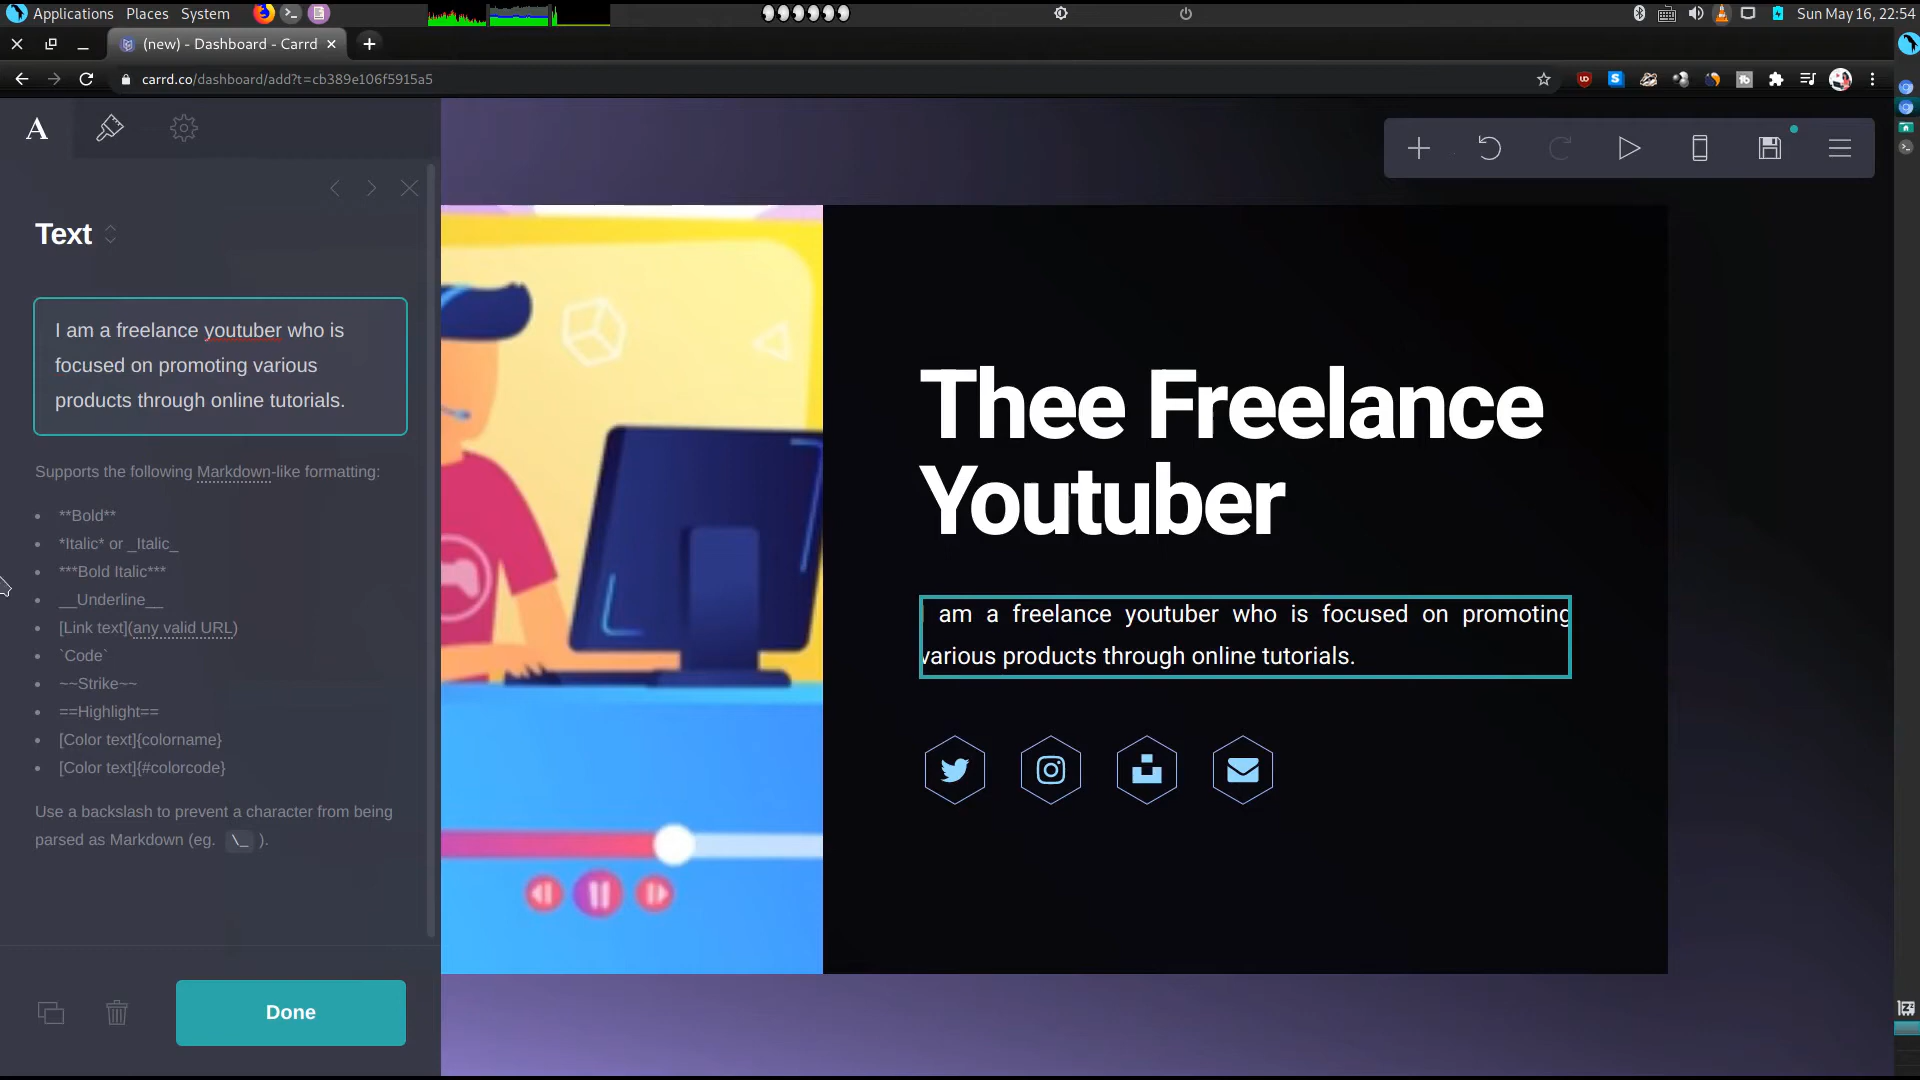 Applications Places System
Sun May 16, 22:54
(new) - Dashboard - Carrd
carrd.co/dashboard/add?t=cb389e106f5915a5
A
Text
I am a freelance youtuber who is
focused on promoting various
products through online tutorials.
Supports the following Markdown-like formatting:
**Bold**
*Italic* or _Italic_
***Bold Italic***
__Underline__
[Link text](any valid URL)
`Code`
~~Strike~~
==Highlight==
[Color text]{colorname}
[Color text]{#colorcode}
Use a backslash to prevent a character from being
parsed as Markdown (eg. \_ ).
Done
Thee Freelance
Youtuber
I am a freelance youtuber who is focused on promoting
various products through online tutorials.